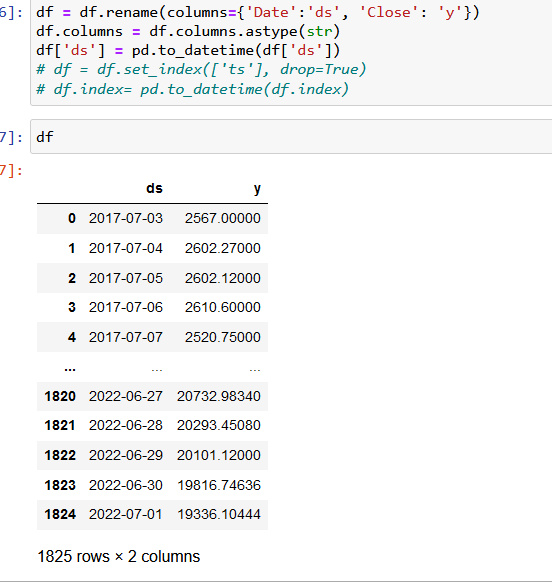 6]: df = df.rename(columns={'Date':'ds', 'Close': 'y'})
df.columns = df.columns.astype(str)
df['ds'] = pd.to_datetime(df['ds'])
# df = df.set_index(['ts'], drop=True)
# df.index= pd.to_datetime(df.index)
7]: df
7]:
ds y
0 2017-07-03 2567.00000
1 2017-07-04 2602.27000
2 2017-07-05 2602.12000
3 2017-07-06 2610.60000
4 2017-07-07 2520.75000
... ... ...
1820 2022-06-27 20732.98340
1821 2022-06-28 20293.45080
1822 2022-06-29 20101.12000
1823 2022-06-30 19816.74636
1824 2022-07-01 19336.10444
1825 rows × 2 columns